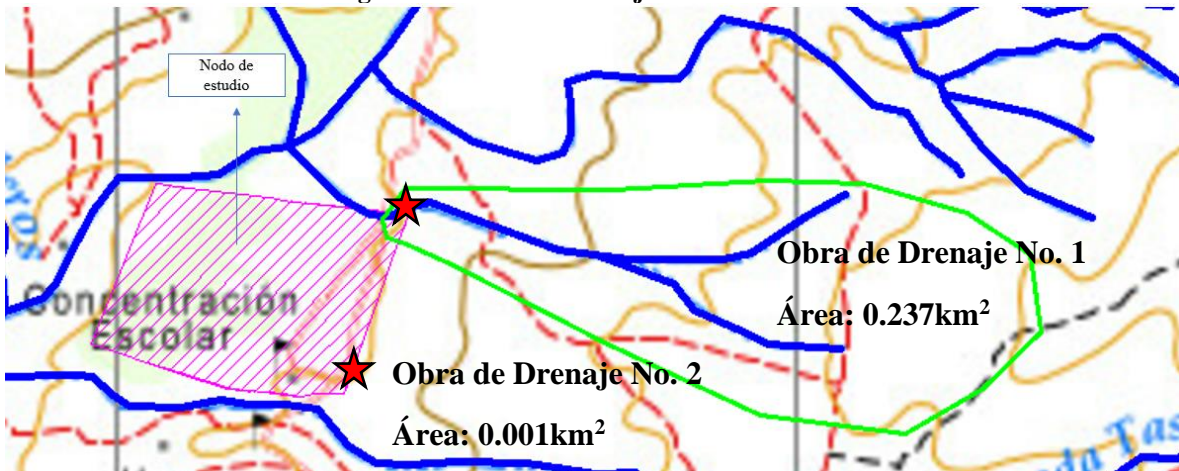 Nodo de
estudio
Obra de Drenaje No. 1
Área: 0.237km²
Concentración
Escolar
Obra de Drenaje No. 2
Área: 0.001km²